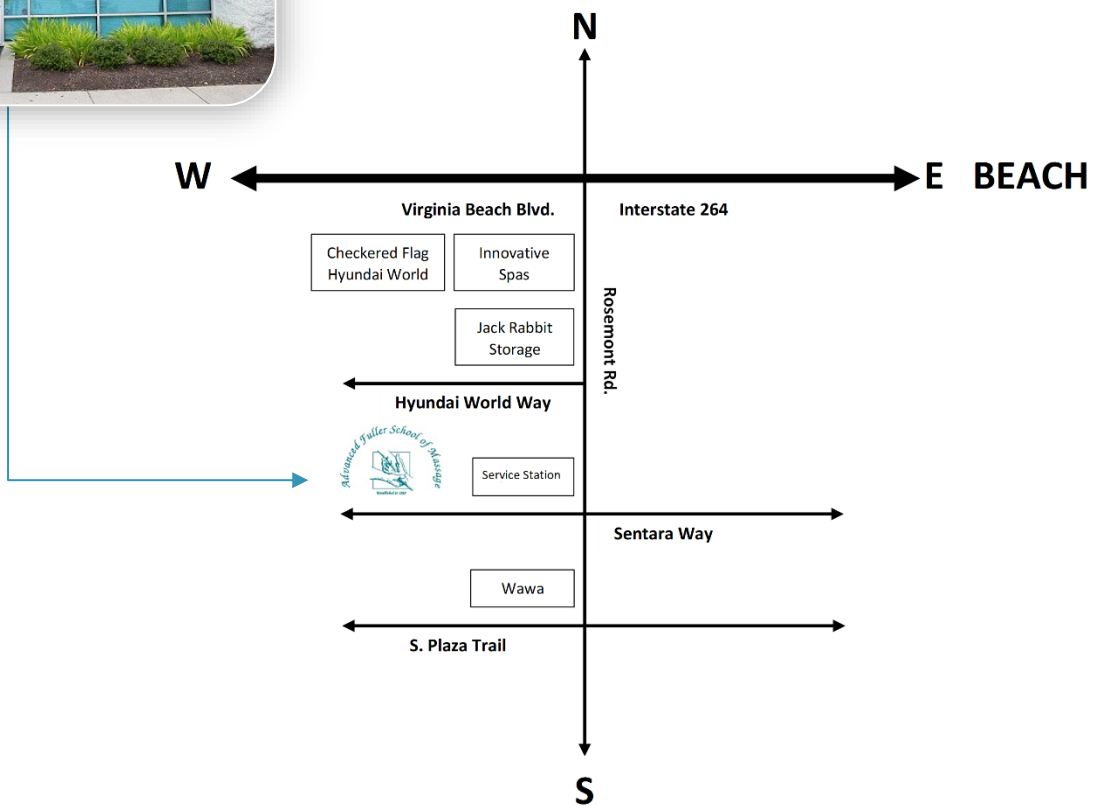 N
W
E BEACH
Virginia Beach Blvd.
Interstate 264
Checkered Flag
Hyundai World
Innovative
Spas
Jack Rabbit
Storage
Rosemont Rd.
Hyundai World Way
Advanced Fuller School of Massage
Service Station
Sentara Way
Wawa
S. Plaza Trail
S